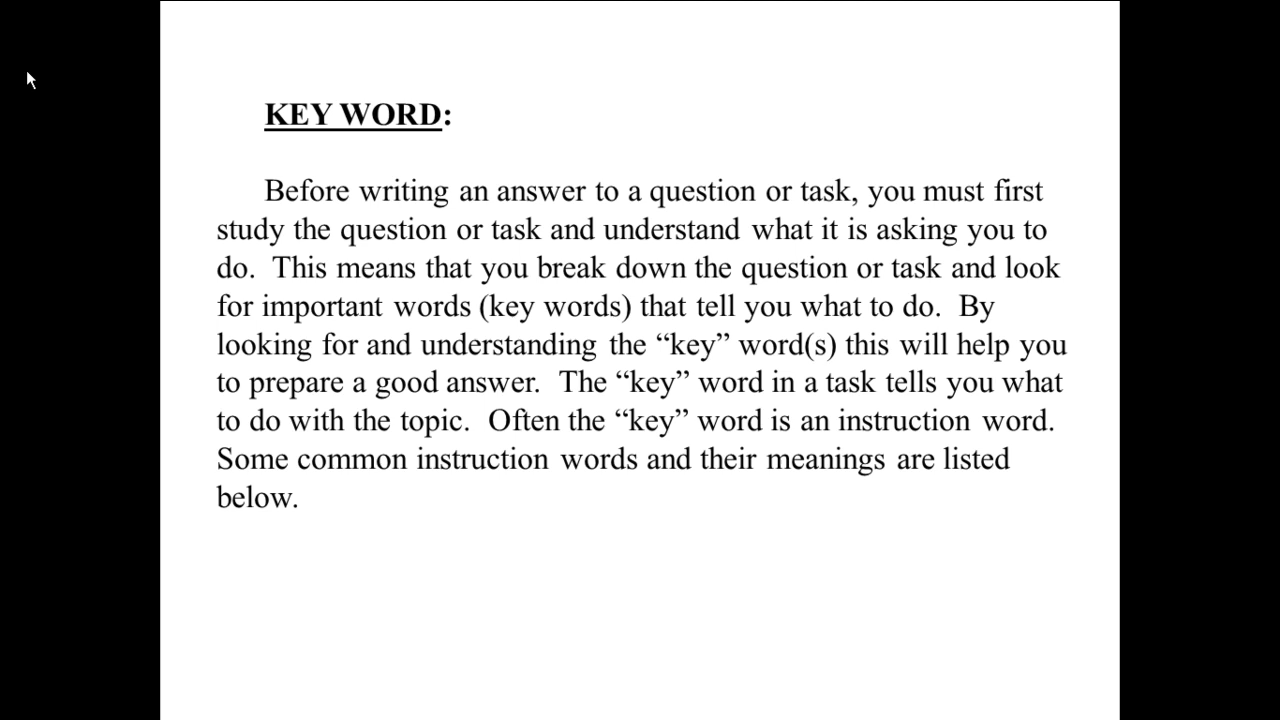 KEY WORD:
Before writing an answer to a question or task, you must first
study the question or task and understand what it is asking you to
do.  This means that you break down the question or task and look
for important words (key words) that tell you what to do.  By
looking for and understanding the “key” word(s) this will help you
to prepare a good answer.  The “key” word in a task tells you what
to do with the topic.  Often the “key” word is an instruction word.
Some common instruction words and their meanings are listed
below.